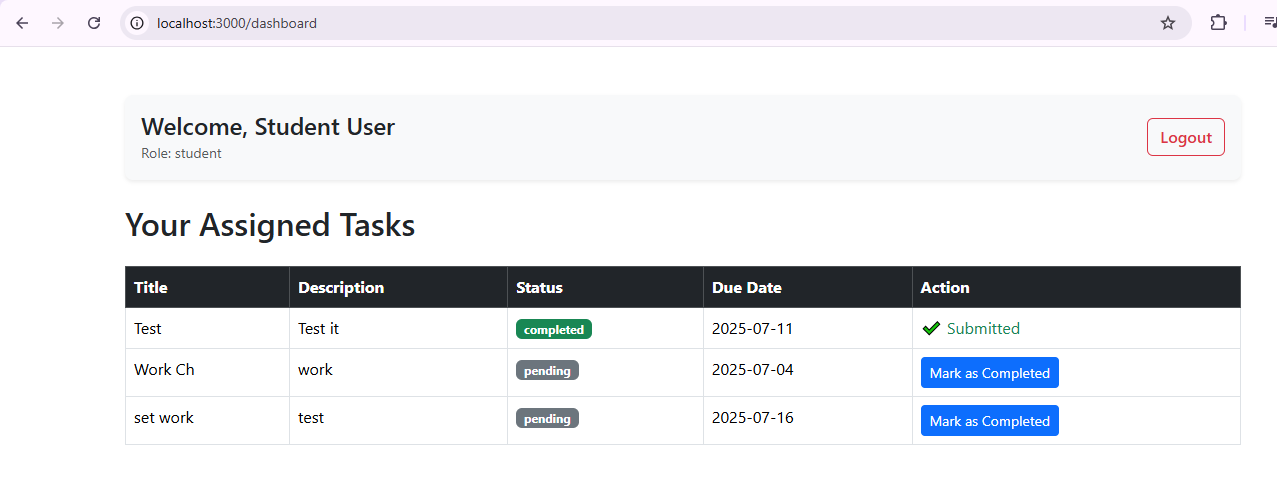 localhost:3000/dashboard
Welcome, Student User
Role: student
Logout
Your Assigned Tasks
Title Description Status Due Date Action
Test Test it completed 2025-07-11 ✔ Submitted
Work Ch work pending 2025-07-04 Mark as Completed
set work test pending 2025-07-16 Mark as Completed